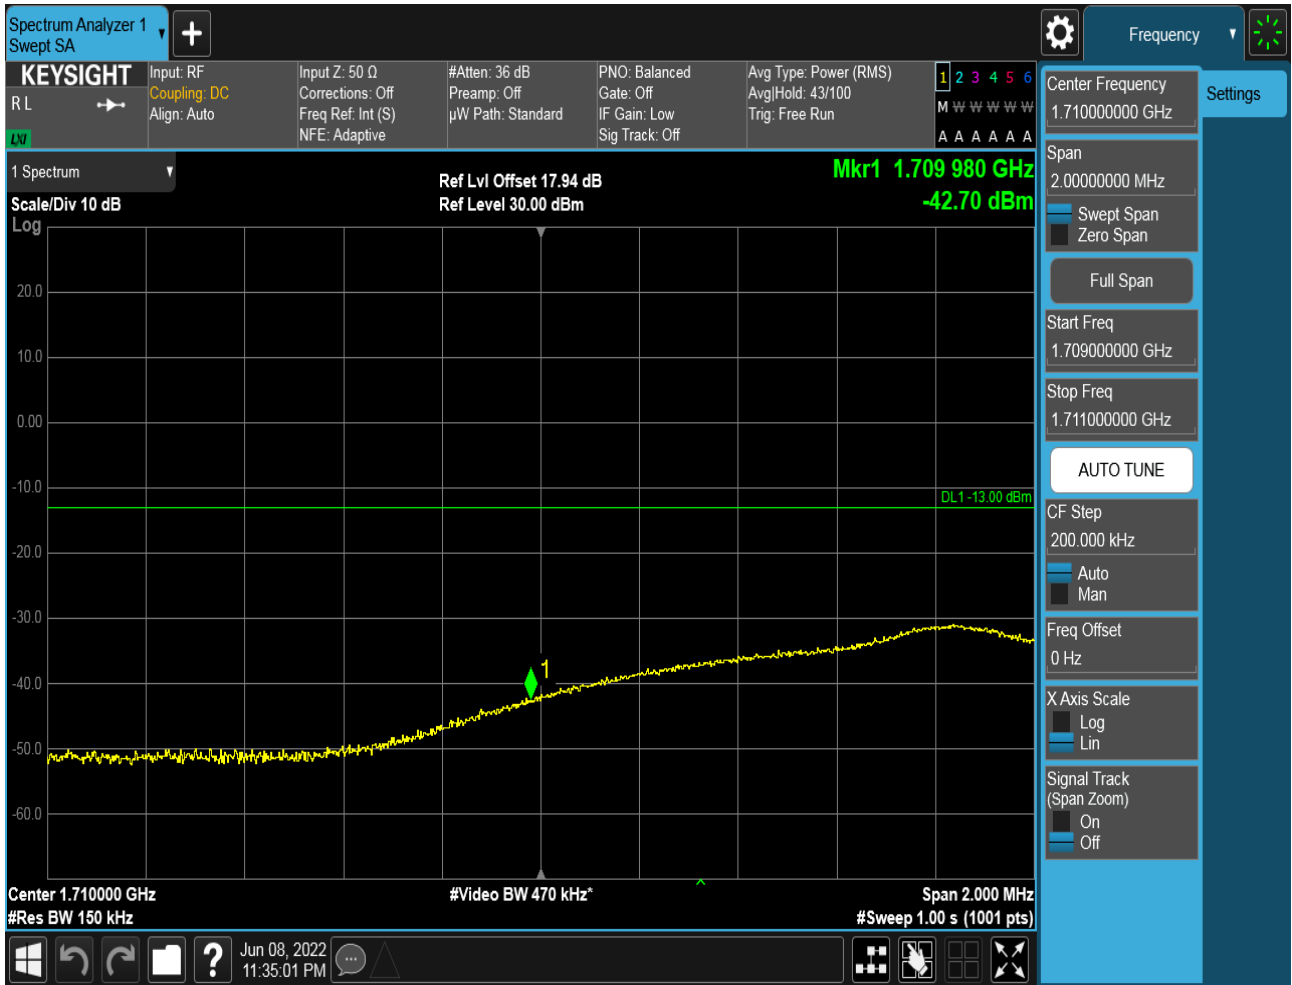 Spectrum Analyzer 1
Swept SA
Frequency
KEYSIGHT
R L
LXI
Input: RF
Coupling: DC
Align: Auto
Input Z: 50 Ω
Corrections: Off
Freq Ref: Int (S)
NFE: Adaptive
#Atten: 36 dB
Preamp: Off
µW Path: Standard
PNO: Balanced
Gate: Off
IF Gain: Low
Sig Track: Off
Avg Type: Power (RMS)
Avg|Hold: 43/100
Trig: Free Run
1 2 3 4 5 6
M W W W W W
A A A A A A
1 Spectrum
Scale/Div 10 dB
Log
Ref Lvl Offset 17.94 dB
Ref Level 30.00 dBm
Mkr1 1.709 980 GHz
-42.70 dBm
20.0
10.0
0.00
-10.0
DL1 -13.00 dBm
-20.0
-30.0
1
-40.0
-50.0
-60.0
Center 1.710000 GHz
#Video BW 470 kHz*
Span 2.000 MHz
#Res BW 150 kHz
#Sweep 1.00 s (1001 pts)
Jun 08, 2022
11:35:01 PM
Center Frequency
1.710000000 GHz
Settings
Span
2.00000000 MHz
Swept Span
Zero Span
Full Span
Start Freq
1.709000000 GHz
Stop Freq
1.711000000 GHz
AUTO TUNE
CF Step
200.000 kHz
Auto
Man
Freq Offset
0 Hz
X Axis Scale
Log
Lin
Signal Track
(Span Zoom)
On
Off